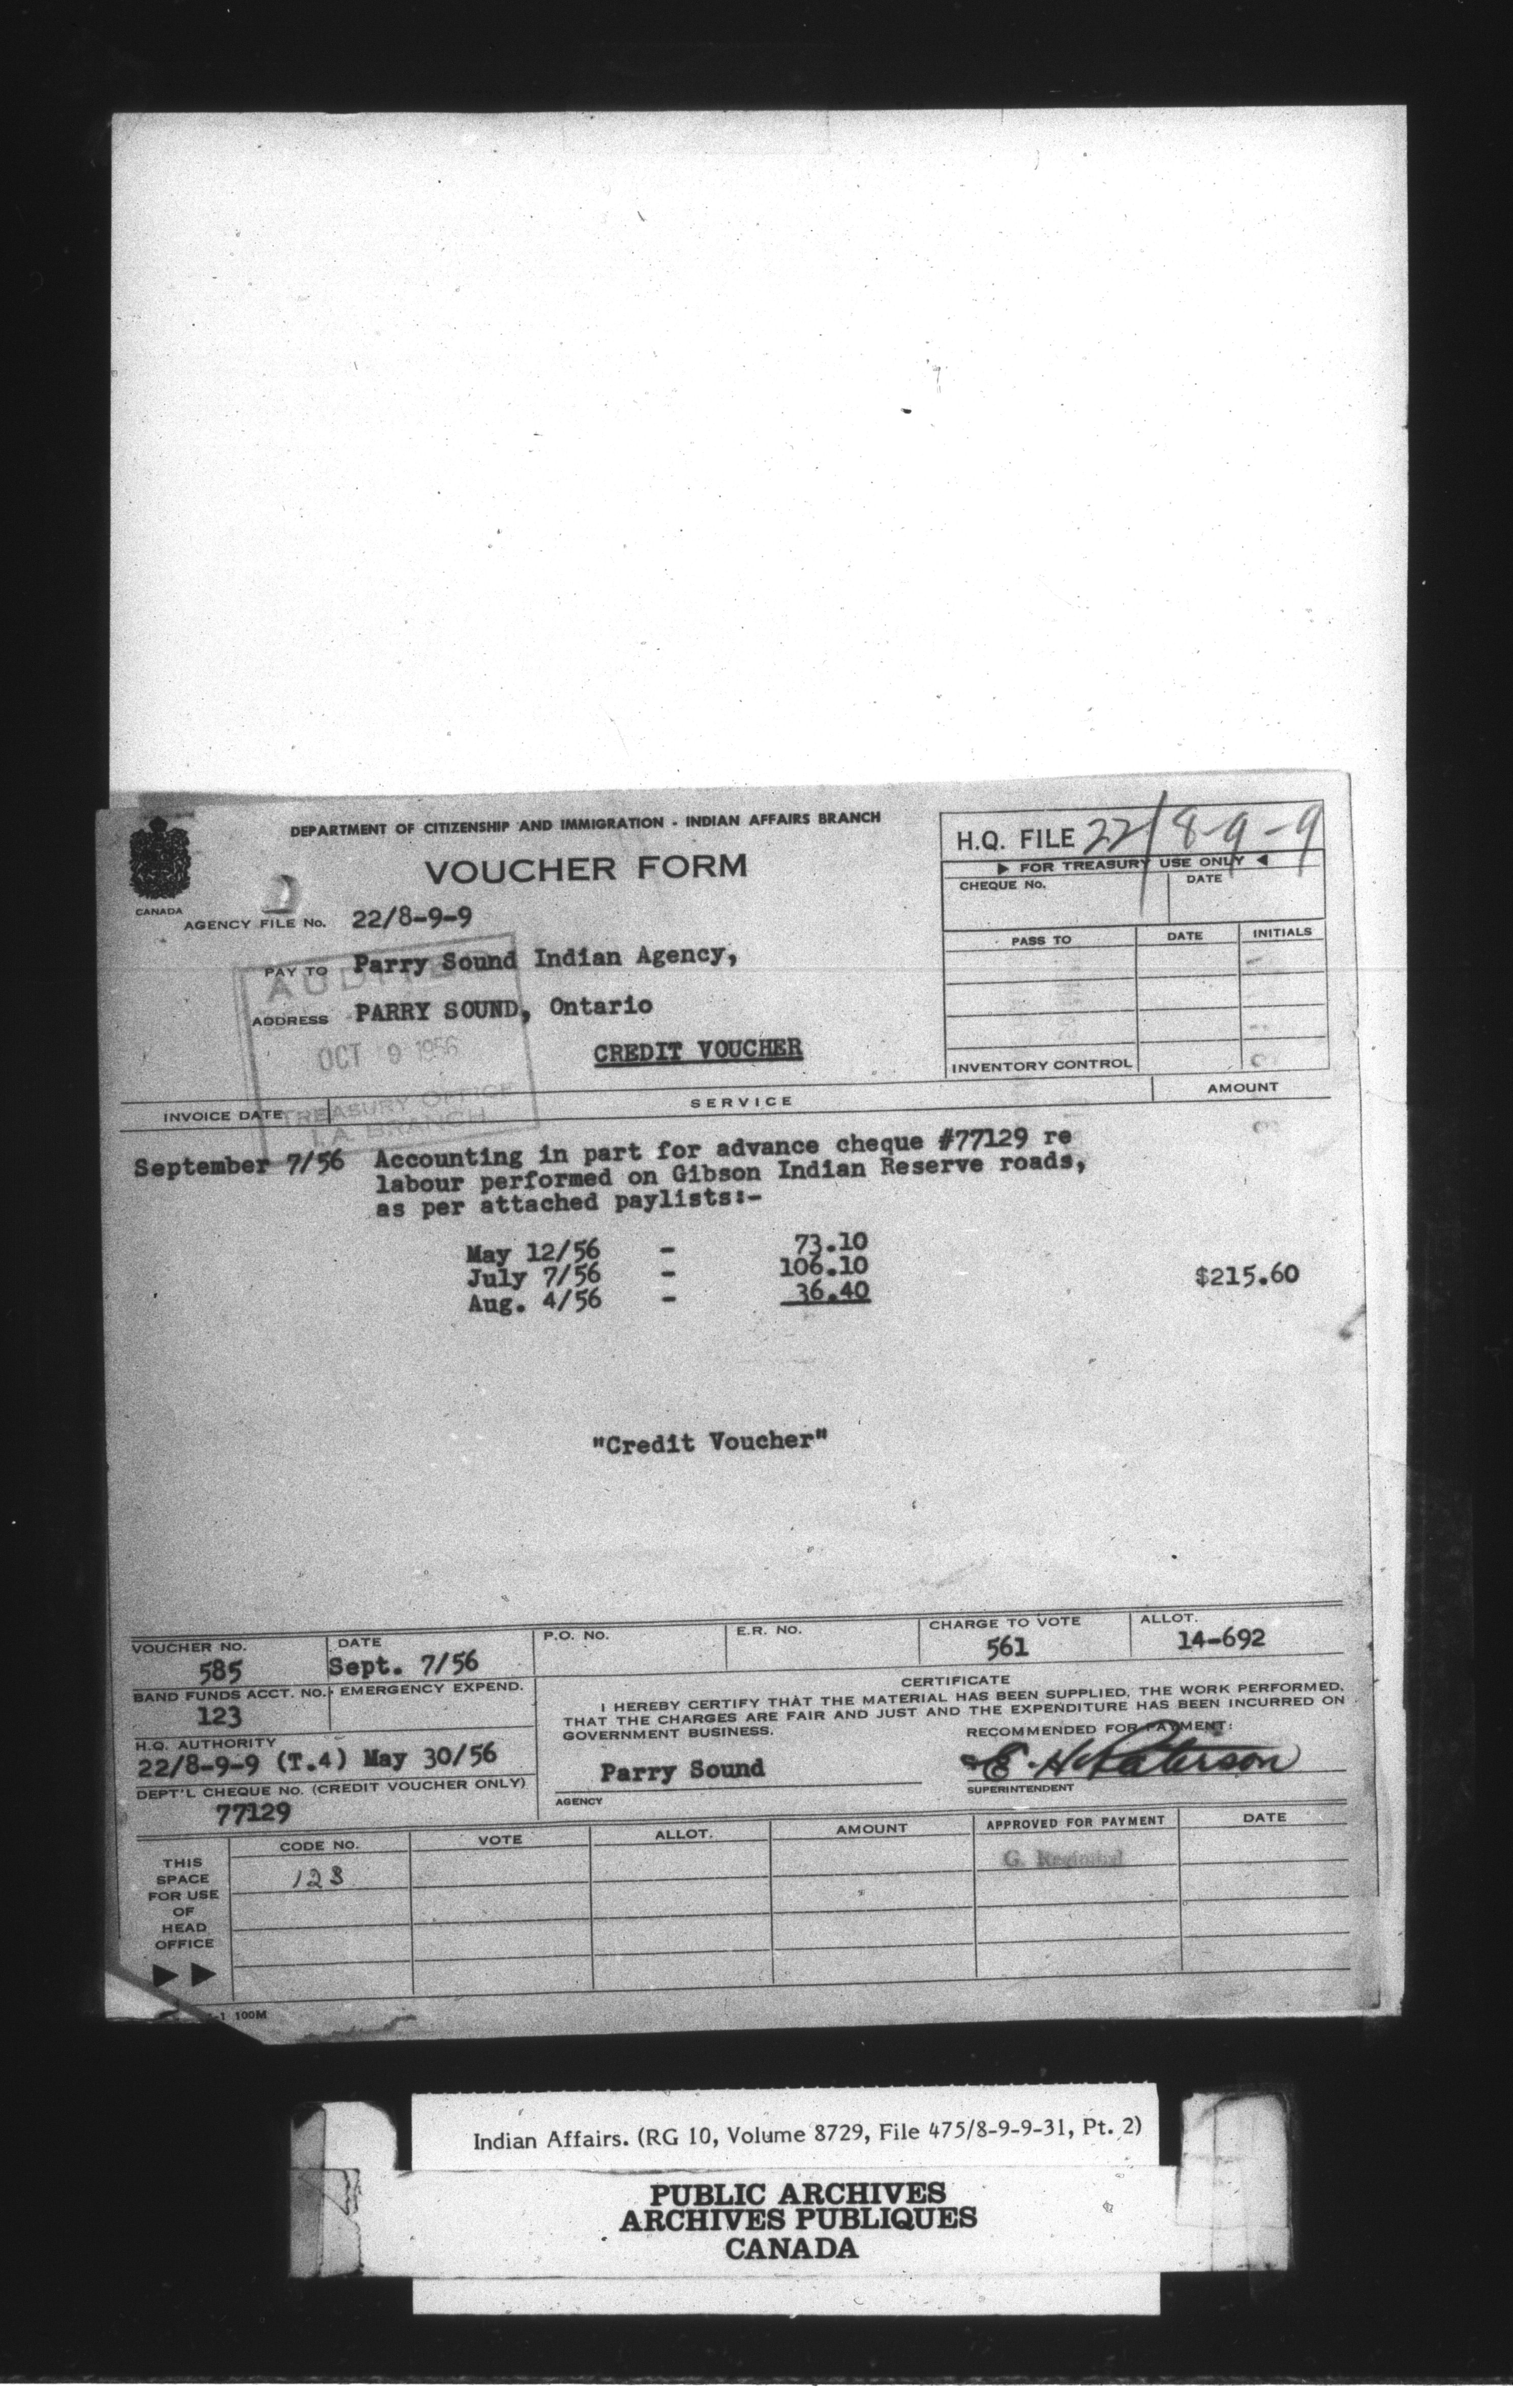 DEPARTMENT OF CITIZENSHIP AND IMMIGRATION - INDIAN AFFAIRS BRANCH
VOUCHER FORM
CANADA
AGENCY FILE No. 22/8-9-9
H.Q. FILE 22/8-9-9
▶ FOR TREASURY USE ONLY ◀
CHEQUE No. DATE
PASS TO DATE INITIALS
INVENTORY CONTROL
PAY TO Parry Sound Indian Agency,
ADDRESS PARRY SOUND, Ontario
AUDITED
OCT 9 1956
TREASURY OFFICE
I.A. BRANCH
CREDIT VOUCHER
INVOICE DATE SERVICE AMOUNT
September 7/56 Accounting in part for advance cheque #77129 re
labour performed on Gibson Indian Reserve roads,
as per attached paylists:-
May 12/56 - 73.10
July 7/56 - 106.10 $215.60
Aug. 4/56 - 36.40
"Credit Voucher"
VOUCHER NO. DATE P.O. NO. E.R. NO. CHARGE TO VOTE ALLOT.
585 Sept. 7/56 561 14-692
BAND FUNDS ACCT. NO. EMERGENCY EXPEND.
123
H.Q. AUTHORITY
22/8-9-9 (T.4) May 30/56
DEPT'L CHEQUE NO. (CREDIT VOUCHER ONLY)
77129
CERTIFICATE
I HEREBY CERTIFY THAT THE MATERIAL HAS BEEN SUPPLIED, THE WORK PERFORMED,
THAT THE CHARGES ARE FAIR AND JUST AND THE EXPENDITURE HAS BEEN INCURRED ON
GOVERNMENT BUSINESS.
RECOMMENDED FOR PAYMENT:
Parry Sound E. H. Paterson
AGENCY SUPERINTENDENT
CODE NO. VOTE ALLOT. AMOUNT APPROVED FOR PAYMENT DATE
THIS
SPACE
FOR USE
OF
HEAD
OFFICE
▶ ▶
123
G.
-1 100M
Indian Affairs. (RG 10, Volume 8729, File 475/8-9-9-31, Pt. 2)
PUBLIC ARCHIVES
ARCHIVES PUBLIQUES
CANADA